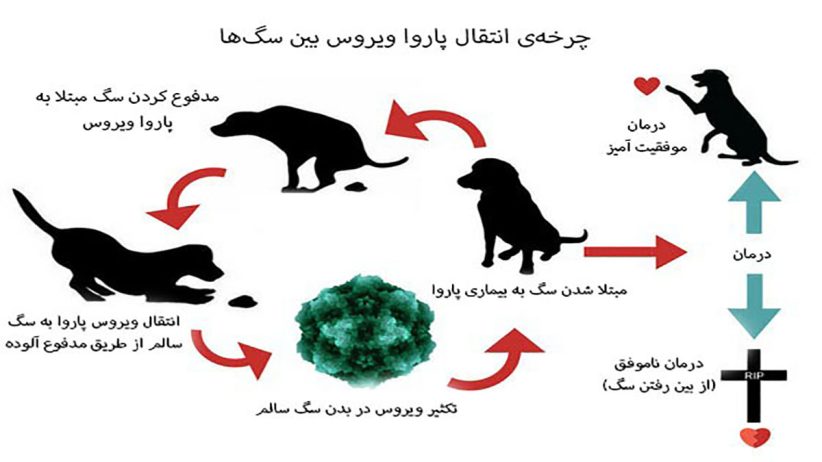 چرخه‌ی انتقال پاروا ویروس بین سگ‌ها
مدفوع کردن سگ مبتلا به
پاروا ویروس
درمان
موفقیت آمیز
درمان
مبتلا شدن سگ به بیماری پاروا
انتقال ویروس پاروا به سگ
سالم از طریق مدفوع آلوده
تکثیر ویروس در بدن سگ سالم
درمان ناموفق
(از بین رفتن سگ)
RIP